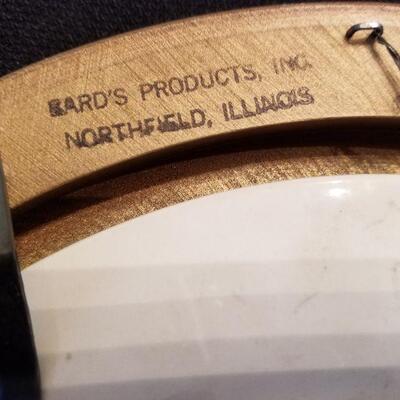 BARD'S PRODUCTS, INC.
NORTHFIELD, ILLINOIS